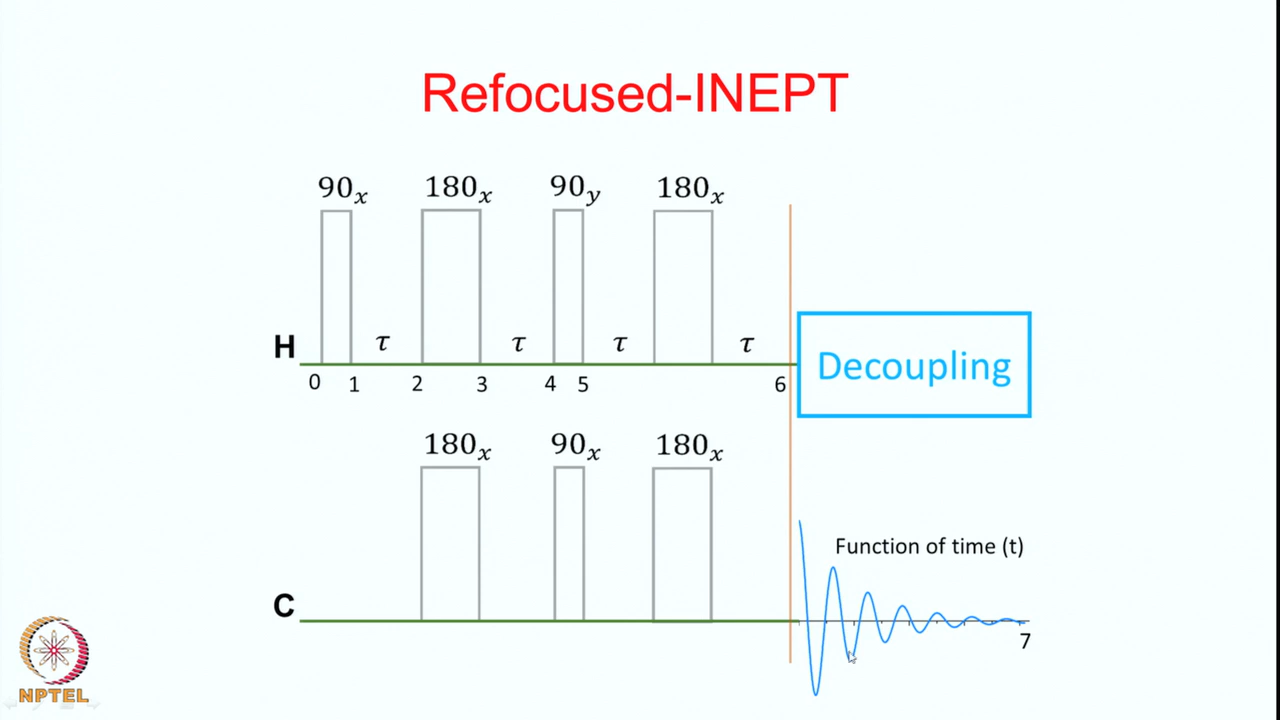 Refocused-INEPT
90x 180x 90y 180x
H τ τ τ τ Decoupling
0 1 2 3 4 5 6
180x 90x 180x
Function of time (t)
C
7
NPTEL